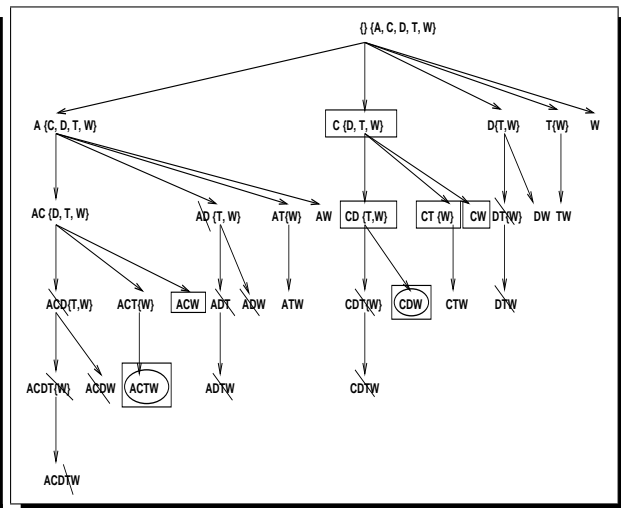 {} {A, C, D, T, W}
A {C, D, T, W} C {D, T, W} D{T,W} T{W} W
AC {D, T, W} AD {T, W} AT{W} AW CD {T,W} CT {W} CW DT{W} DW TW
ACD{T,W} ACT{W} ACW ADT ADW ATW CDT{W} CDW CTW DTW
ACDT{W} ACDW ACTW ADTW CDTW
ACDTW